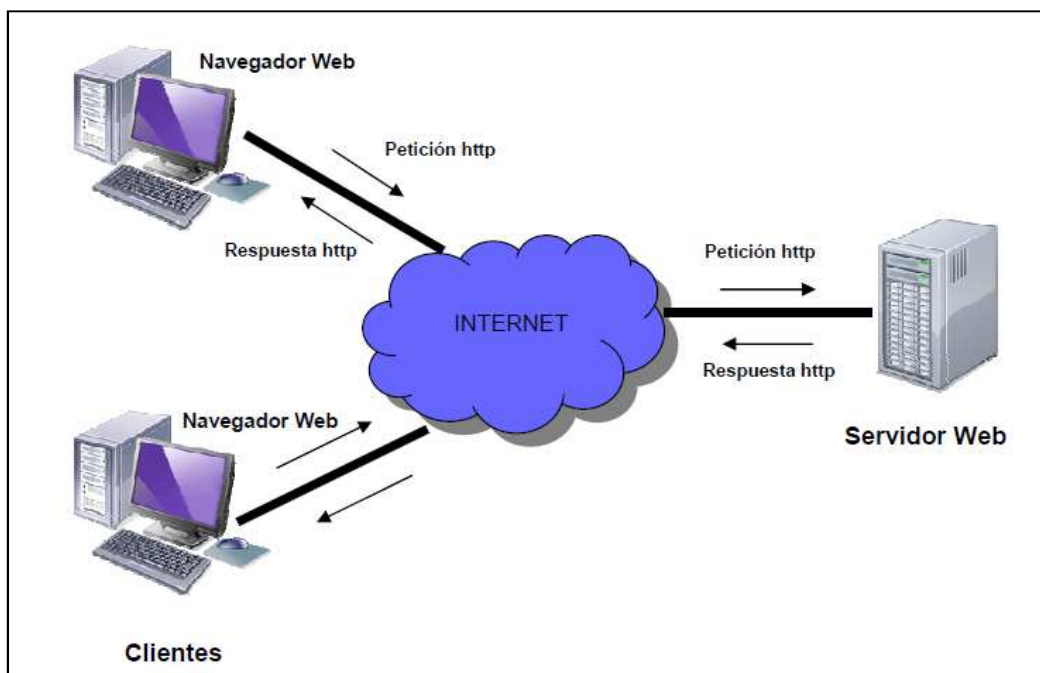 Navegador Web
Petición http
Respuesta http
Petición http
INTERNET
Respuesta http
Navegador Web
Servidor Web
Clientes